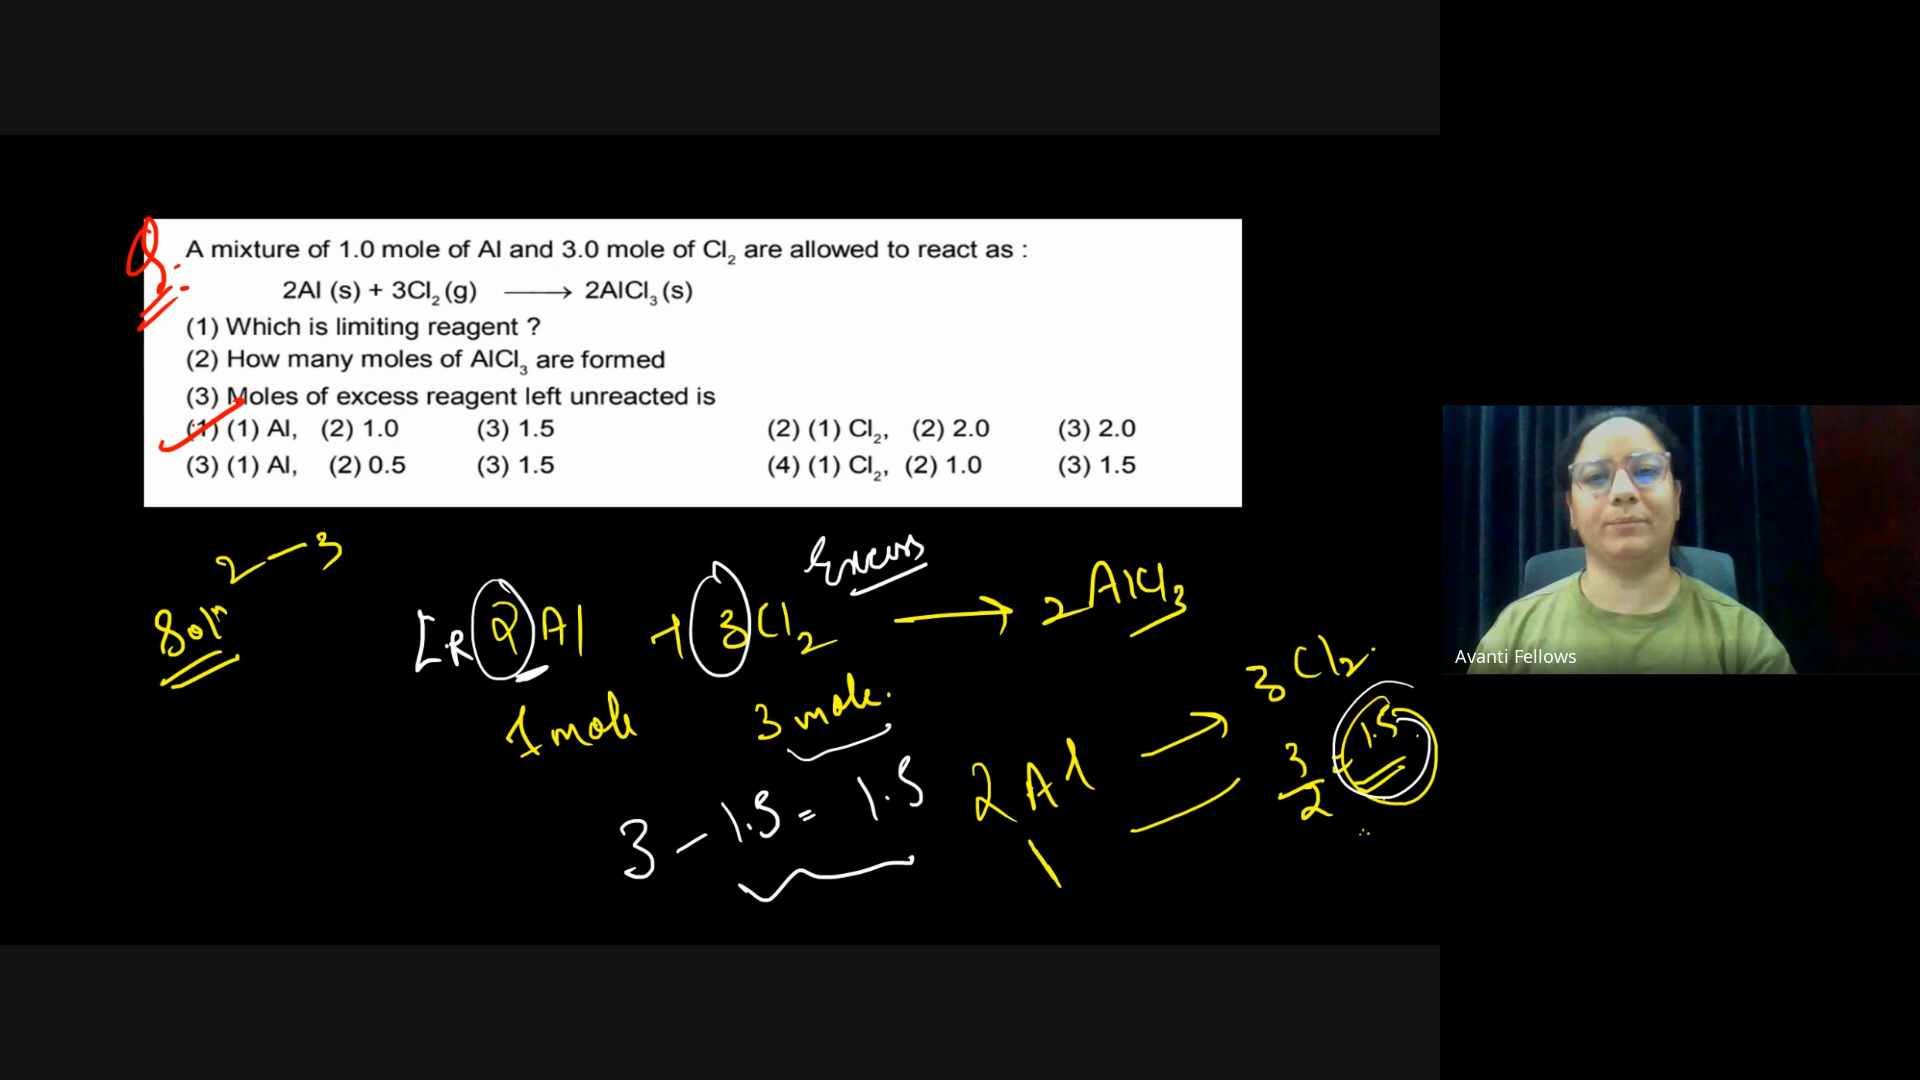 Q.
A mixture of 1.0 mole of Al and 3.0 mole of Cl₂ are allowed to react as :
2Al (s) + 3Cl₂ (g) ⟶ 2AlCl₃ (s)
(1) Which is limiting reagent ?
(2) How many moles of AlCl₃ are formed
(3) Moles of excess reagent left unreacted is
(1) (1) Al, (2) 1.0 (3) 1.5 (2) (1) Cl₂, (2) 2.0 (3) 2.0
(3) (1) Al, (2) 0.5 (3) 1.5 (4) (1) Cl₂, (2) 1.0 (3) 1.5
2 — 3
Excess
Solⁿ
L.R 2Al + 3Cl₂ → 2AlCl₃
1 mole 3 mole.
2Al → 3Cl₂
1 — 3/2 = 1.5
3 – 1.5 = 1.5
Avanti Fellows